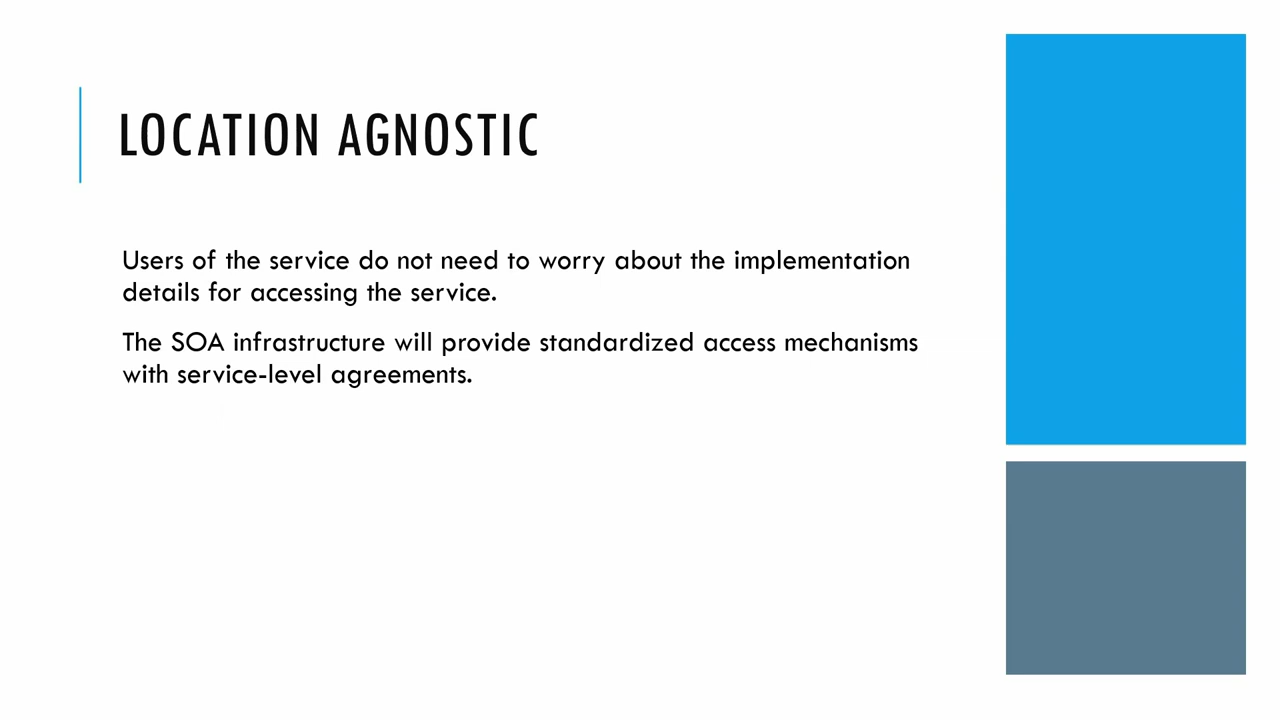 LOCATION AGNOSTIC
Users of the service do not need to worry about the implementation
details for accessing the service.
The SOA infrastructure will provide standardized access mechanisms
with service-level agreements.